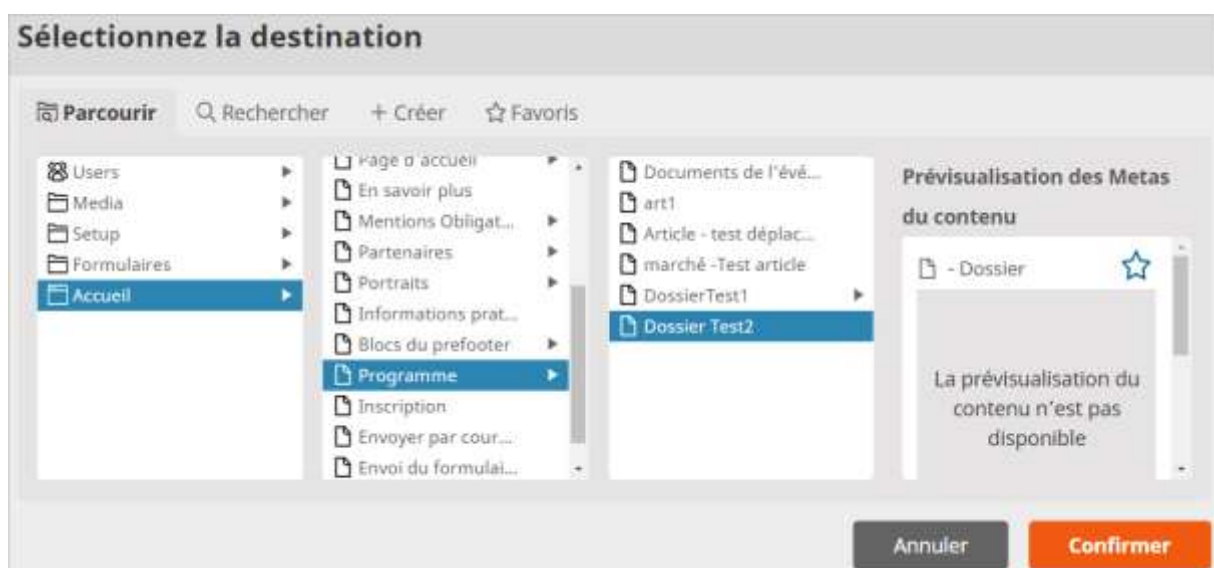 Sélectionnez la destination
Parcourir Rechercher + Créer Favoris
Users
Media
Setup
Formulaires
Accueil
Page d'accueil
En savoir plus
Mentions Obligat...
Partenaires
Portraits
Informations prat...
Blocs du prefooter
Programme
Inscription
Envoyer par cour...
Envoi du formulai...
Documents de l'évé...
art1
Article - test déplac...
marché -Test article
DossierTest1
Dossier Test2
Prévisualisation des Metas
du contenu
- Dossier
La prévisualisation du
contenu n'est pas
disponible
Annuler Confirmer